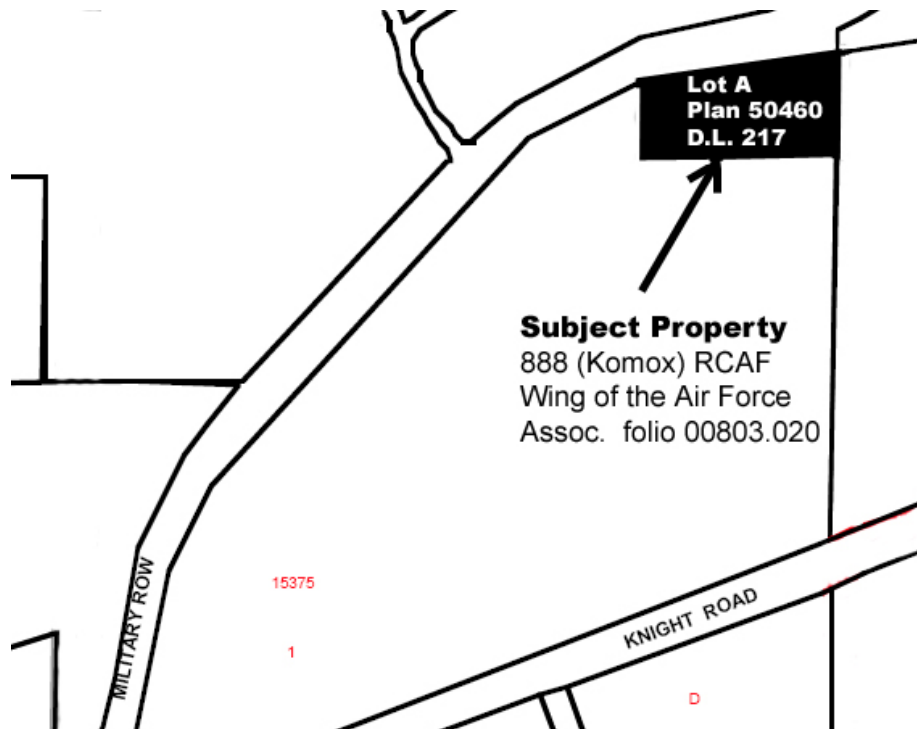 Lot A
Plan 50460
D.L. 217
Subject Property
888 (Komox) RCAF
Wing of the Air Force
Assoc. folio 00803.020
15375
MILITARY ROW
KNIGHT ROAD
1
D